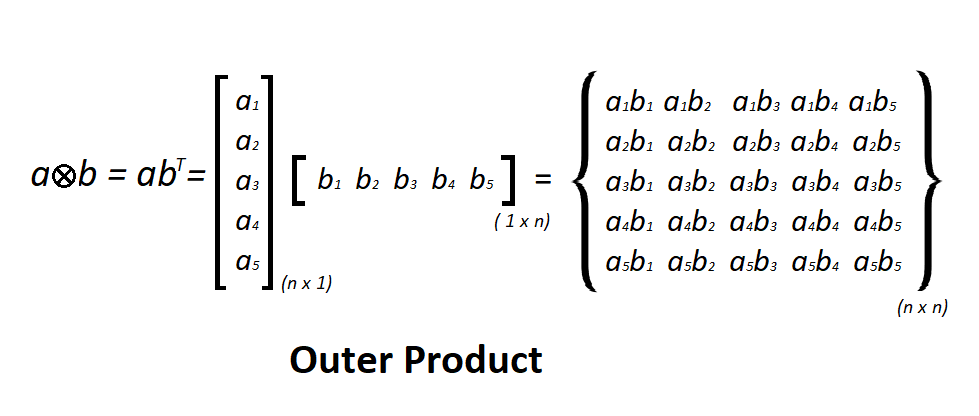 a⊗b = abᵀ = [ a₁ a₂ a₃ a₄ a₅ ] (n x 1) [ b₁ b₂ b₃ b₄ b₅ ] (1 x n) =
{ a₁b₁ a₁b₂ a₁b₃ a₁b₄ a₁b₅
a₂b₁ a₂b₂ a₂b₃ a₂b₄ a₂b₅
a₃b₁ a₃b₂ a₃b₃ a₃b₄ a₃b₅
a₄b₁ a₄b₂ a₄b₃ a₄b₄ a₄b₅
a₅b₁ a₅b₂ a₅b₃ a₅b₄ a₅b₅ }
(n x n)
Outer Product